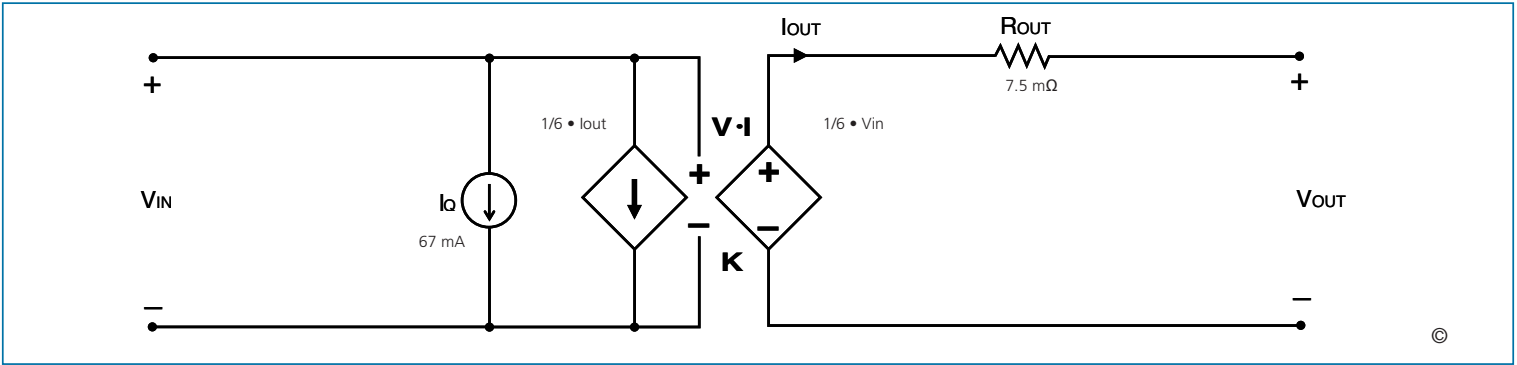 IOUT
ROUT
7.5 mΩ
+
+
1/6 • Iout
V•I
1/6 • Vin
+
+
VIN
IQ
VOUT
67 mA
–
–
K
–
–
©